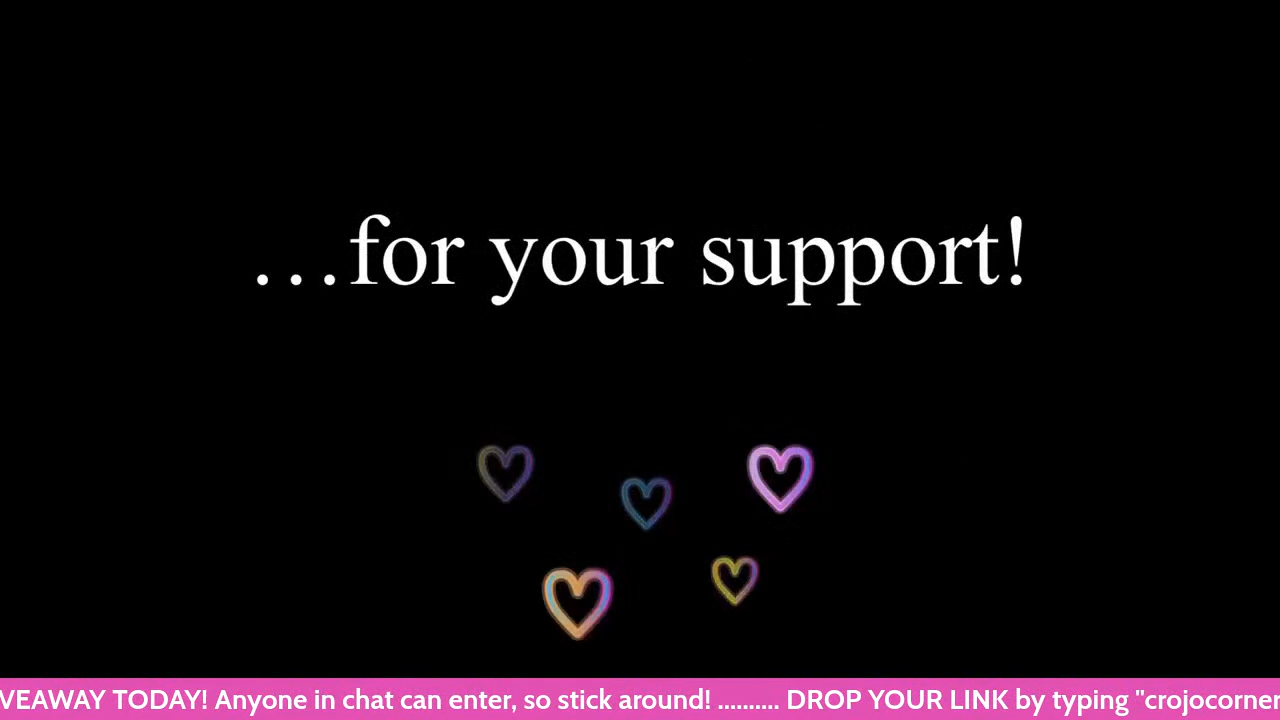 …for your support!
VEAWAY TODAY! Anyone in chat can enter, so stick around! .......... DROP YOUR LINK by typing "crojocorner